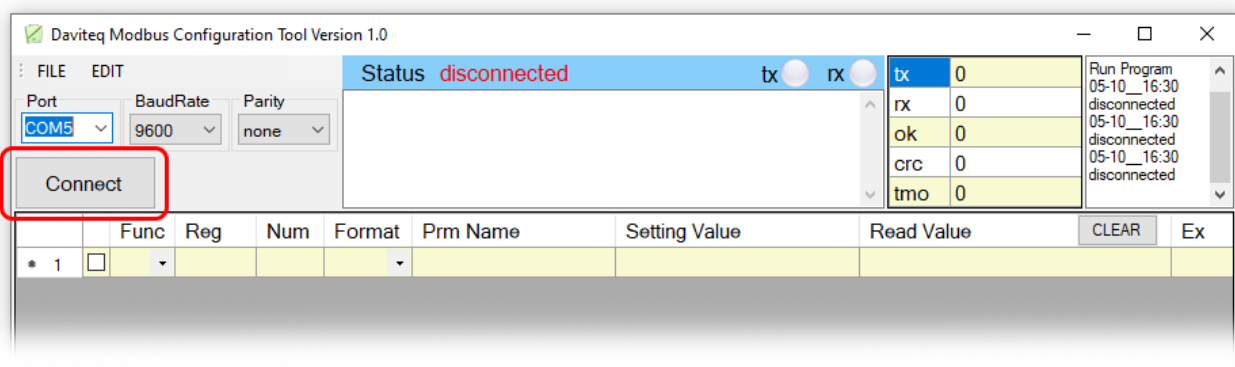 Daviteq Modbus Configuration Tool Version 1.0
FILE EDIT
Status disconnected tx rx
Port BaudRate Parity
COM5 9600 none
Connect
tx 0
rx 0
ok 0
crc 0
tmo 0
Run Program
05-10__16:30
disconnected
05-10__16:30
disconnected
05-10__16:30
disconnected
Func Reg Num Format Prm Name Setting Value Read Value CLEAR Ex
* 1